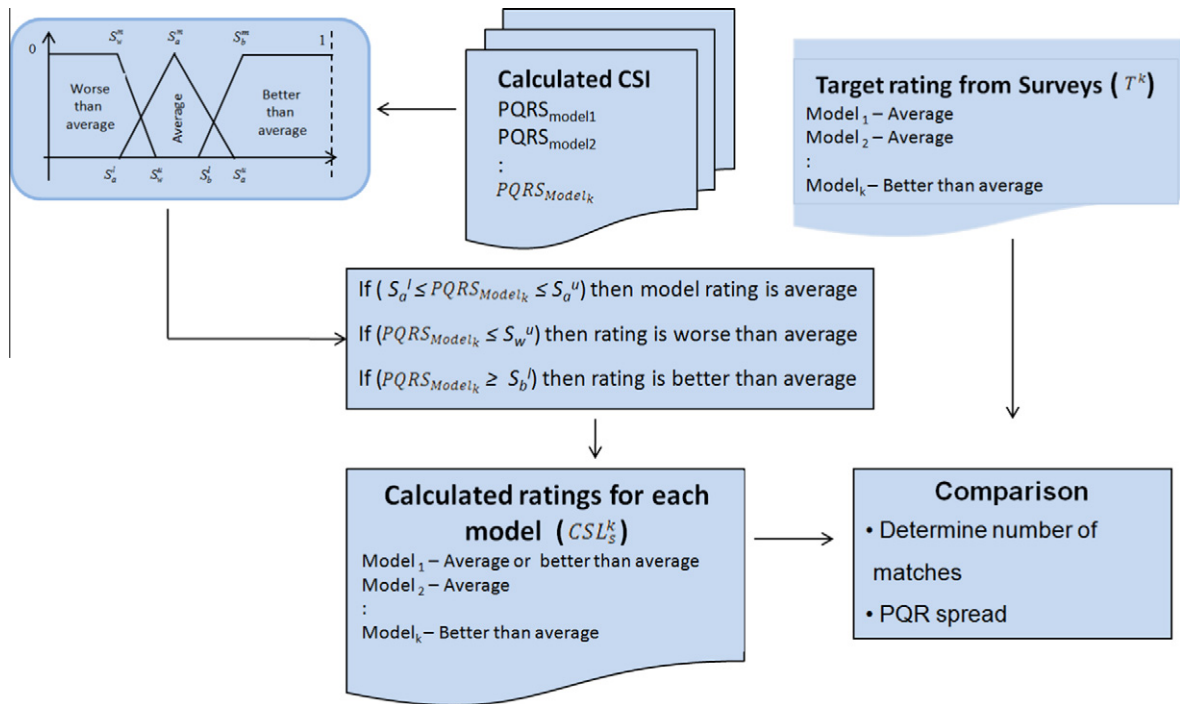 S_w^m S_a^m S_b^m 1
0
Worse than average
Average
Better than average
S_a^l S_w^u S_b^l S_a^u
Calculated CSI
PQRS_model1
PQRS_model2
:
PQRS_Model_k
Target rating from Surveys ( T^k )
Model 1 – Average
Model 2 – Average
:
Model_k – Better than average
If ( S_a^l ≤ PQRS_Model_k ≤ S_a^u ) then model rating is average
If (PQRS_Model_k ≤ S_w^u ) then rating is worse than average
If (PQRS_Model_k ≥ S_b^l ) then rating is better than average
Calculated ratings for each
model ( CSL_s^k )
Model 1 – Average or better than average
Model 2 – Average
:
Model_k – Better than average
Comparison
• Determine number of
matches
• PQR spread